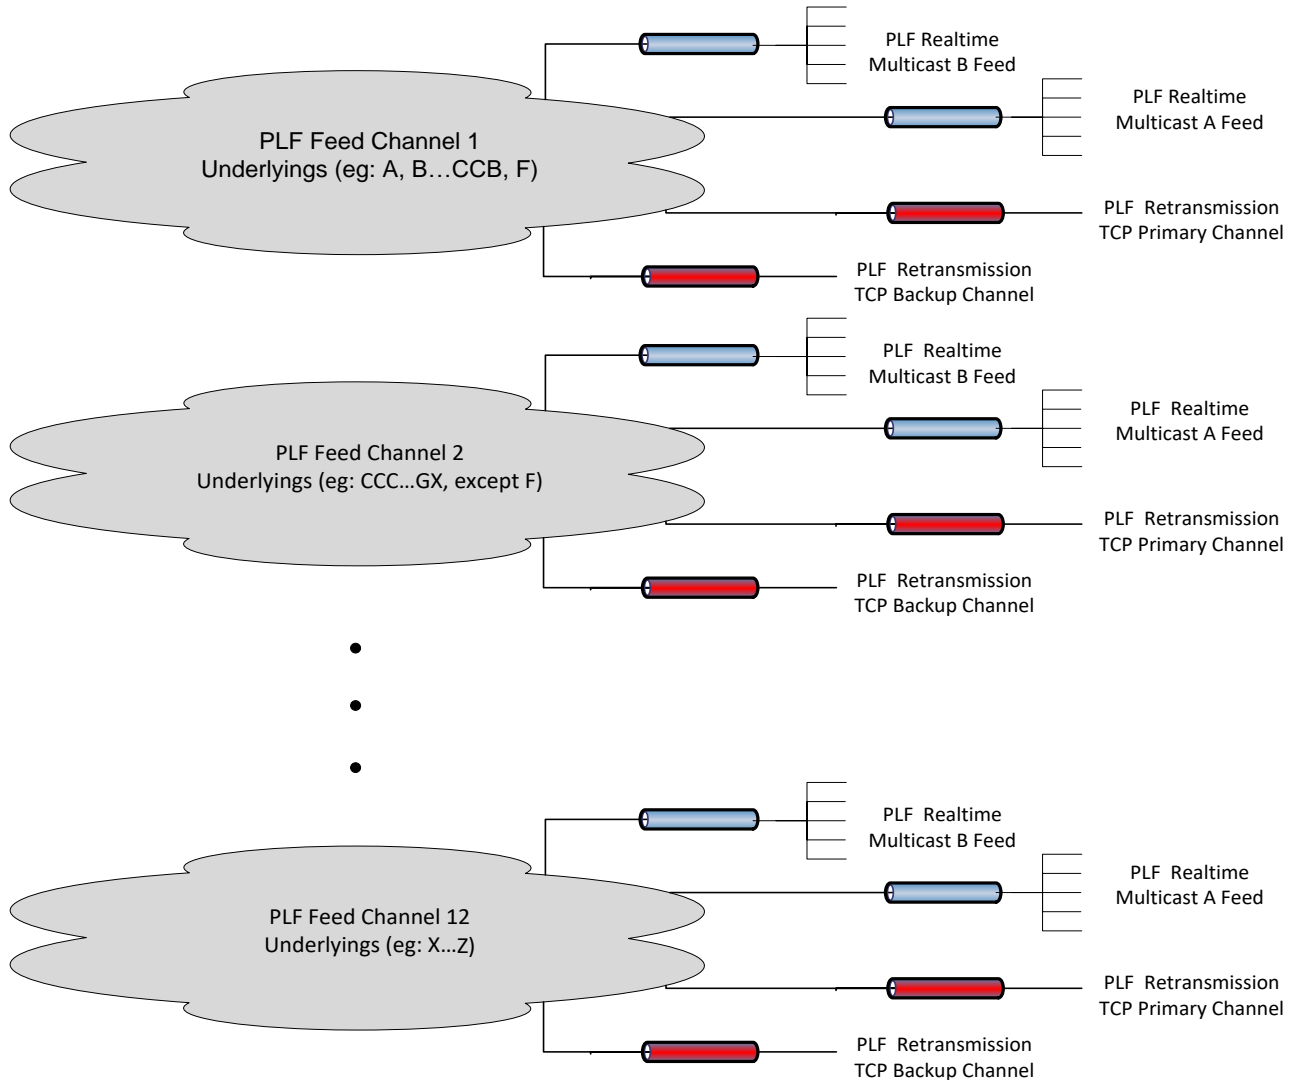 PLF Realtime
Multicast B Feed
PLF Realtime
Multicast A Feed
PLF Feed Channel 1
Underlyings (eg: A, B…CCB, F)
PLF Retransmission
TCP Primary Channel
PLF Retransmission
TCP Backup Channel
PLF Realtime
Multicast B Feed
PLF Realtime
Multicast A Feed
PLF Feed Channel 2
Underlyings (eg: CCC…GX, except F)
PLF Retransmission
TCP Primary Channel
PLF Retransmission
TCP Backup Channel
PLF Realtime
Multicast B Feed
PLF Realtime
Multicast A Feed
PLF Feed Channel 12
Underlyings (eg: X…Z)
PLF Retransmission
TCP Primary Channel
PLF Retransmission
TCP Backup Channel